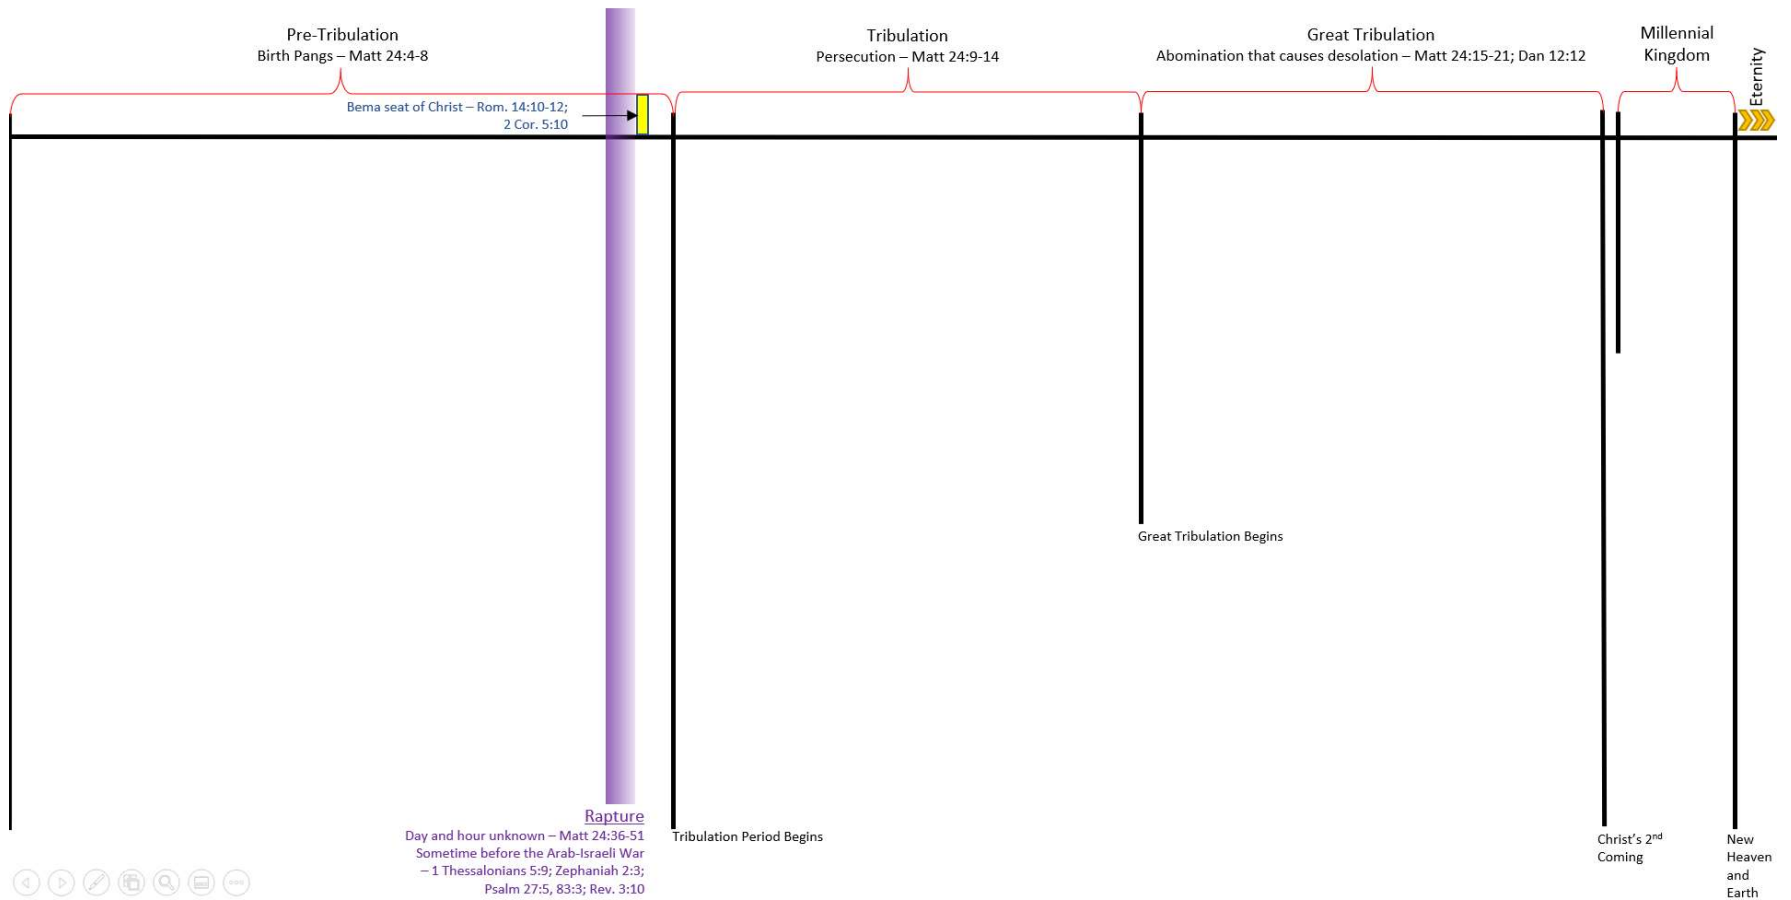 Pre-Tribulation
Birth Pangs – Matt 24:4-8
Tribulation
Persecution – Matt 24:9-14
Great Tribulation
Abomination that causes desolation – Matt 24:15-21; Dan 12:12
Millennial
Kingdom
Eternity
Bema seat of Christ – Rom. 14:10-12;
2 Cor. 5:10
Great Tribulation Begins
Rapture
Day and hour unknown – Matt 24:36-51
Sometime before the Arab-Israeli War
– 1 Thessalonians 5:9; Zephaniah 2:3;
Psalm 27:5, 83:3; Rev. 3:10
Tribulation Period Begins
Christ's 2nd
Coming
New
Heaven
and
Earth